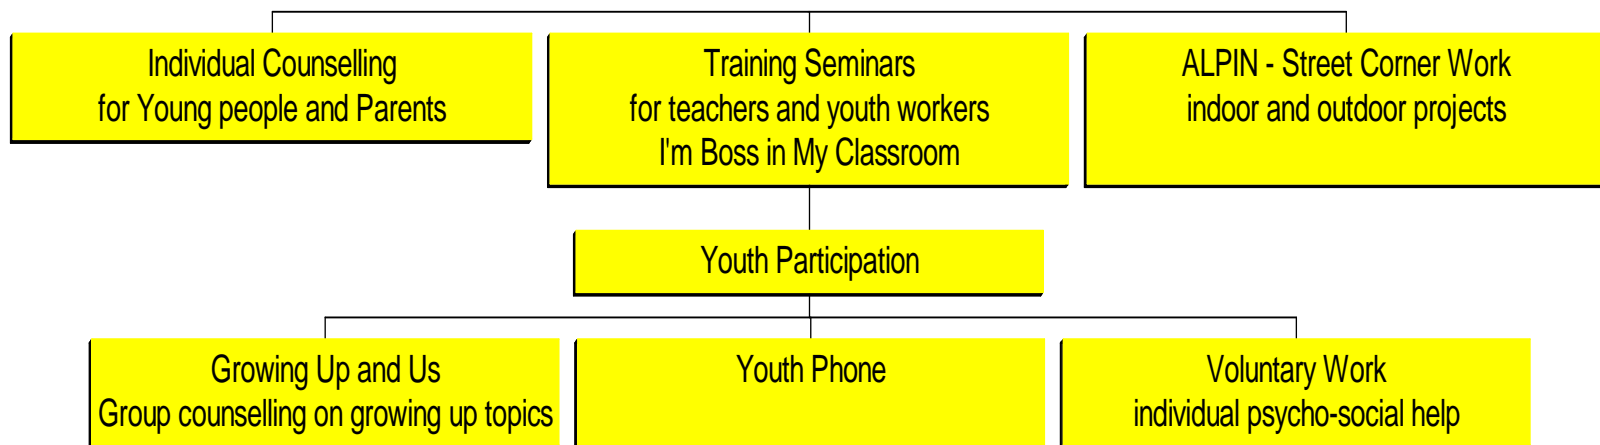 Individual Counselling
for Young people and Parents
Training Seminars
for teachers and youth workers
I'm Boss in My Classroom
ALPIN - Street Corner Work
indoor and outdoor projects
Youth Participation
Growing Up and Us
Group counselling on growing up topics
Youth Phone
Voluntary Work
individual psycho-social help